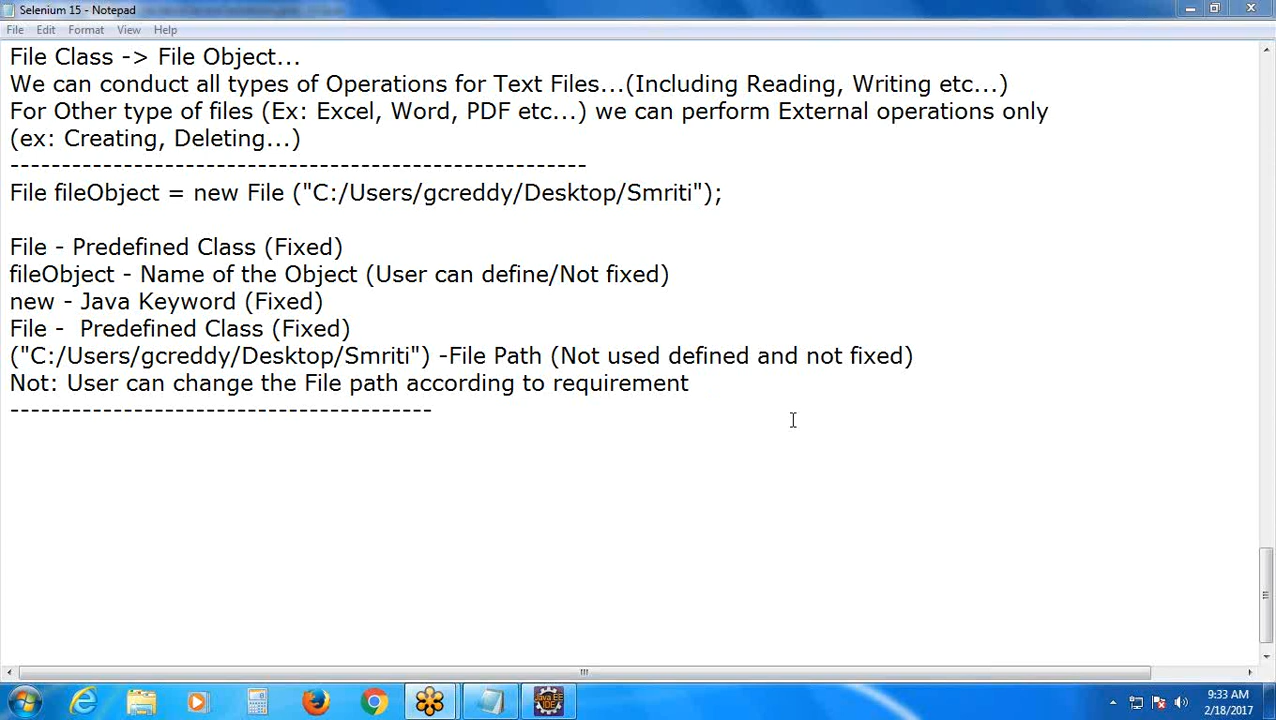 Selenium 15 - Notepad
File Edit Format View Help
File Class -> File Object...
We can conduct all types of Operations for Text Files...(Including Reading, Writing etc...)
For Other type of files (Ex: Excel, Word, PDF etc...) we can perform External operations only
(ex: Creating, Deleting...)
--------------------------------------------------------
File fileObject = new File ("C:/Users/gcreddy/Desktop/Smriti");
File - Predefined Class (Fixed)
fileObject - Name of the Object (User can define/Not fixed)
new - Java Keyword (Fixed)
File -  Predefined Class (Fixed)
("C:/Users/gcreddy/Desktop/Smriti") -File Path (Not used defined and not fixed)
Not: User can change the File path according to requirement
-----------------------------------------
Java EE
IDE
9:33 AM
2/18/2017